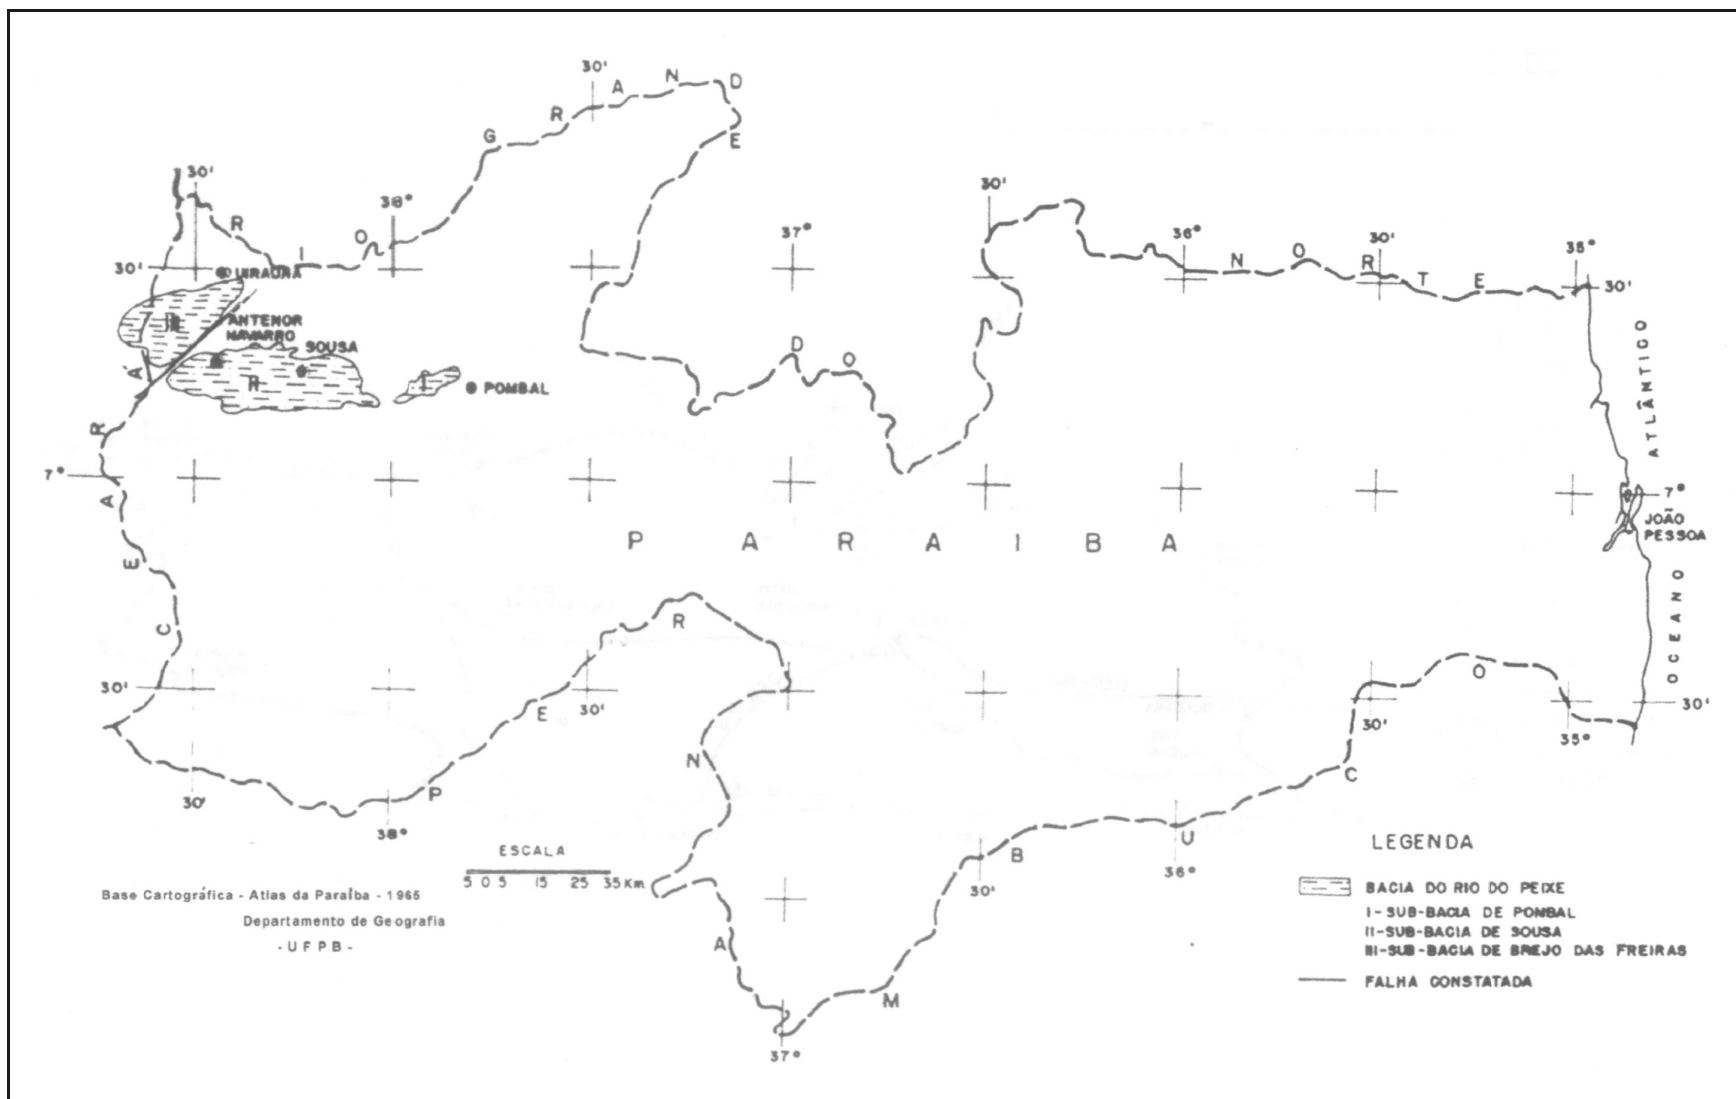 30'
R I O G R A N D E D O N O R T E
30'
38°
37°
30'
36°
30'
35°
30'
30'
UIRAÚNA
III
ANTENOR
NAVARRO
SOUSA
II
I
POMBAL
C E A R Á
7°
7°
ATLÂNTICO
OCEANO
JOÃO
PESSOA
P A R A I B A
30'
30'
30'
30'
35°
30'
38°
P E R N A M B U C O
36°
30'
37°
ESCALA
5 0 5 15 25 35 Km
Base Cartográfica - Atlas da Paraíba - 1965
Departamento de Geografia
- U F P B -
LEGENDA
BACIA DO RIO DO PEIXE
I - SUB-BACIA DE POMBAL
II - SUB-BACIA DE SOUSA
III - SUB-BACIA DE BREJO DAS FREIRAS
FALHA CONSTATADA